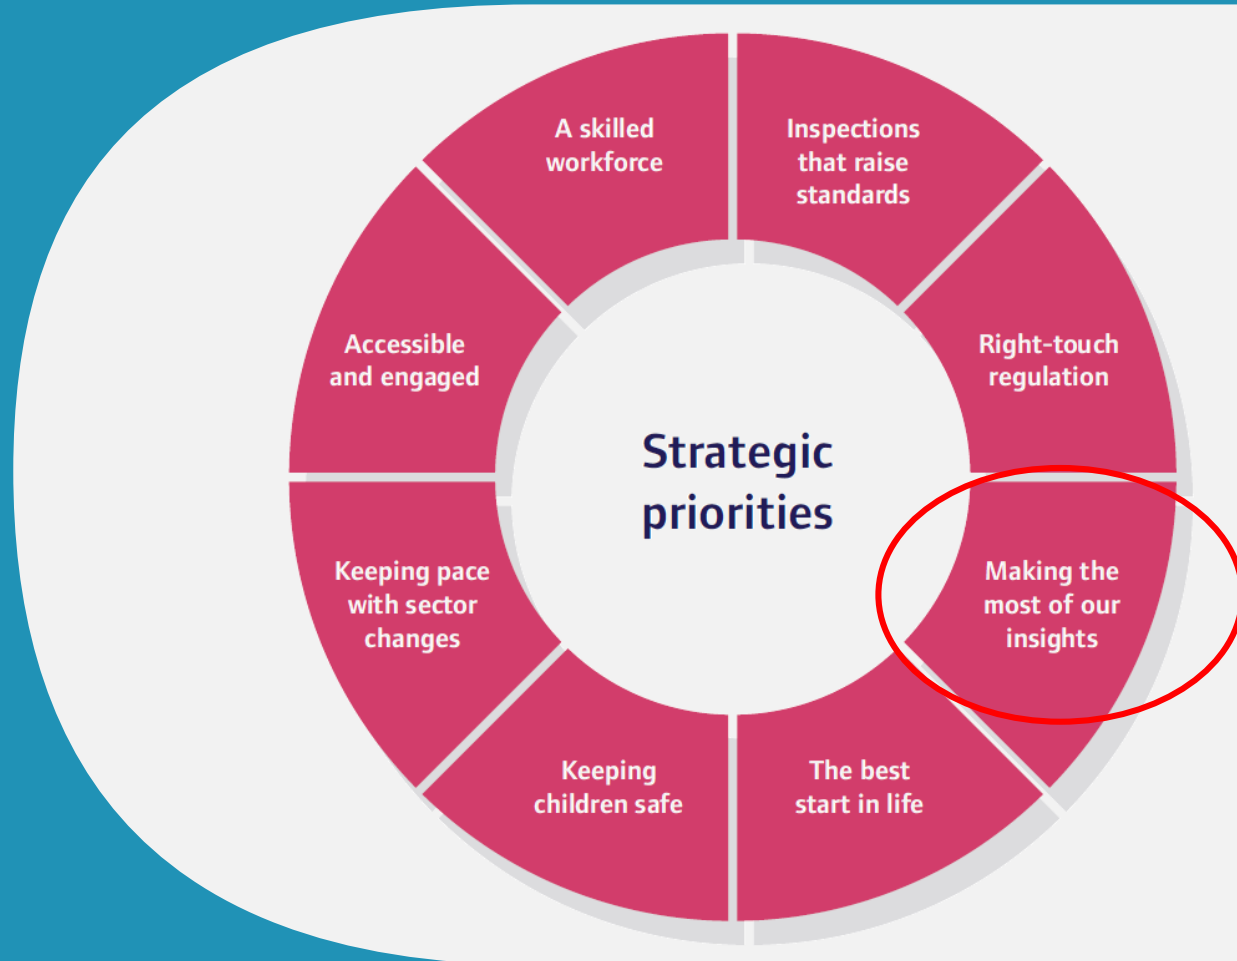 A skilled
workforce
Inspections
that raise
standards
Accessible
and engaged
Right-touch
regulation
Strategic
priorities
Keeping pace
with sector
changes
Making the
most of our
insights
Keeping
children safe
The best
start in life